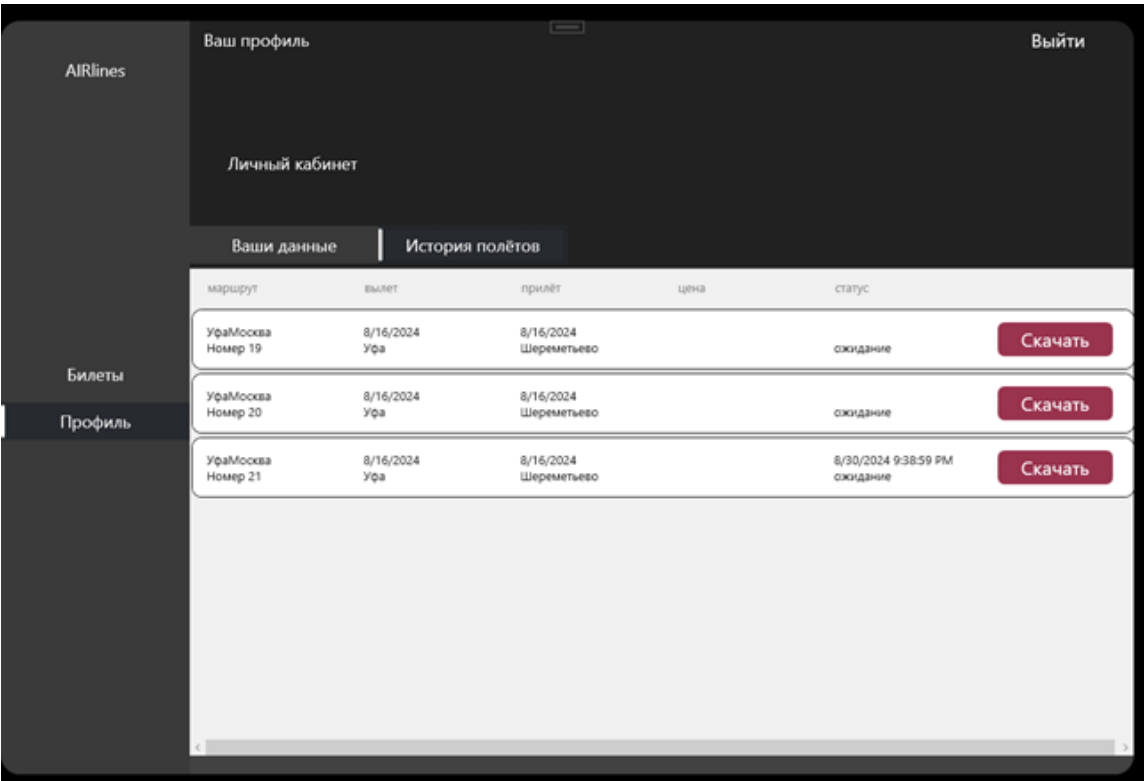 Ваш профиль
Выйти
AIRlines
Личный кабинет
Ваши данные
История полётов
маршрут вылет прилёт цена статус
УфаМосква 8/16/2024 8/16/2024
Номер 19 Уфа Шереметьево ожидание
Скачать
Билеты
УфаМосква 8/16/2024 8/16/2024
Номер 20 Уфа Шереметьево ожидание
Скачать
Профиль
УфаМосква 8/16/2024 8/16/2024 8/30/2024 9:38:59 PM
Номер 21 Уфа Шереметьево ожидание
Скачать